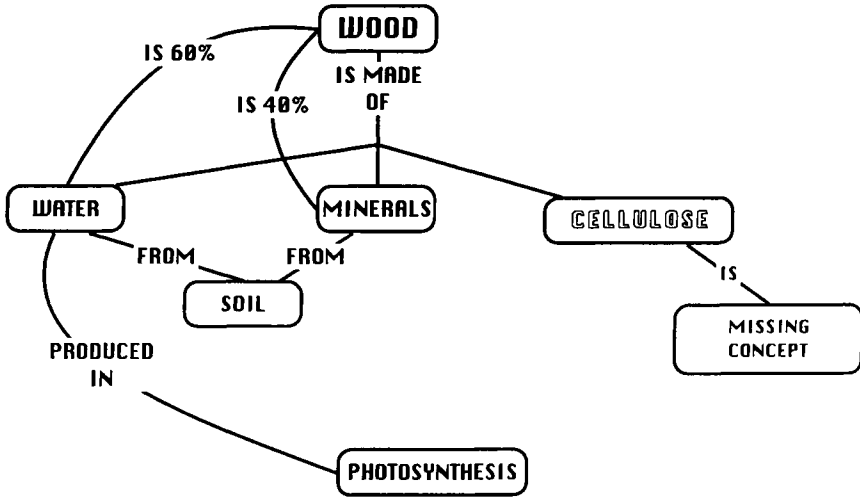 WOOD
IS 60%
IS MADE
OF
IS 40%
WATER
MINERALS
CELLULOSE
FROM
FROM
IS
SOIL
MISSING
CONCEPT
PRODUCED
IN
PHOTOSYNTHESIS